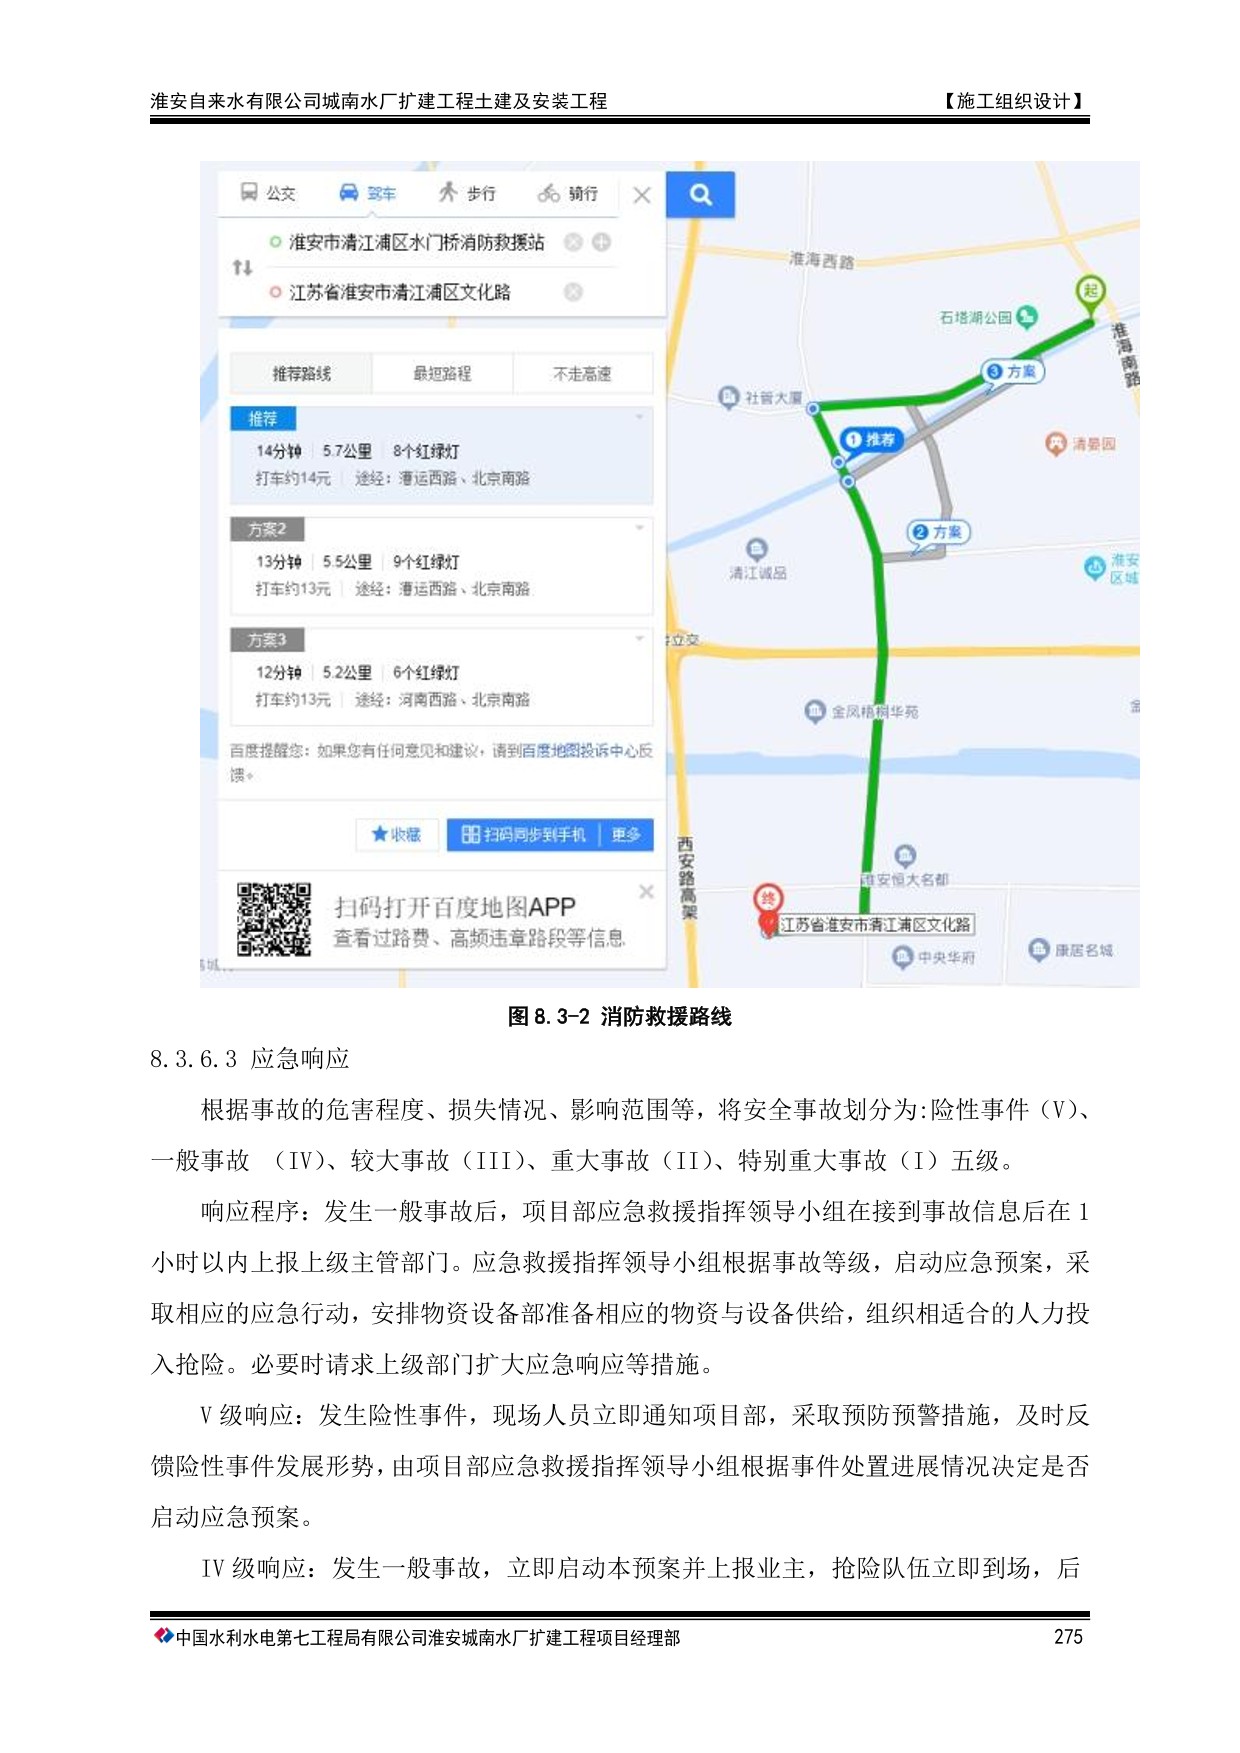 淮安自来水有限公司城南水厂扩建工程土建及安装工程 【施工组织设计】
公交 驾车 步行 骑行
淮安市清江浦区水门桥消防救援站
江苏省淮安市清江浦区文化路
推荐路线 最短路程 不走高速
推荐
14分钟 5.7公里 8个红绿灯
打车约14元 途经：漕运西路、北京南路
方案2
13分钟 5.5公里 9个红绿灯
打车约13元 途经：漕运西路、北京南路
方案3
12分钟 5.2公里 6个红绿灯
打车约13元 途经：河南西路、北京南路
百度提醒您：如果您有任何意见和建议，请到百度地图投诉中心反
馈。
收藏 扫码同步到手机 更多
扫码打开百度地图APP
查看过路费、高频违章路段等信息
淮海西路
起
石塔湖公园
淮海南路
3 方案
社管大厦
1 推荐
清晏园
2 方案
清江诚品
淮安
区城
立交
金凤梧桐华苑
金
西安路高架
淮安恒大名都
终
江苏省淮安市清江浦区文化路
中央华府
康居名城
图 8.3-2 消防救援路线
8.3.6.3 应急响应
根据事故的危害程度、损失情况、影响范围等，将安全事故划分为:险性事件（V）、
一般事故 （IV）、较大事故（III）、重大事故（II）、特别重大事故（I）五级。
响应程序：发生一般事故后，项目部应急救援指挥领导小组在接到事故信息后在 1
小时以内上报上级主管部门。应急救援指挥领导小组根据事故等级，启动应急预案，采
取相应的应急行动，安排物资设备部准备相应的物资与设备供给，组织相适合的人力投
入抢险。必要时请求上级部门扩大应急响应等措施。
V 级响应：发生险性事件，现场人员立即通知项目部，采取预防预警措施，及时反
馈险性事件发展形势，由项目部应急救援指挥领导小组根据事件处置进展情况决定是否
启动应急预案。
IV 级响应：发生一般事故，立即启动本预案并上报业主，抢险队伍立即到场，后
中国水利水电第七工程局有限公司淮安城南水厂扩建工程项目经理部 275